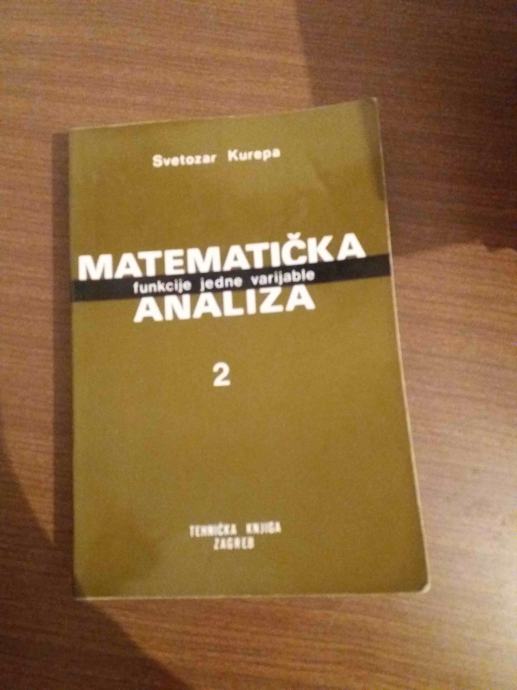 Svetozar Kurepa
MATEMATIČKA
funkcije jedne varijable
ANALIZA
2
TEHNIČKA KNJIGA
ZAGREB